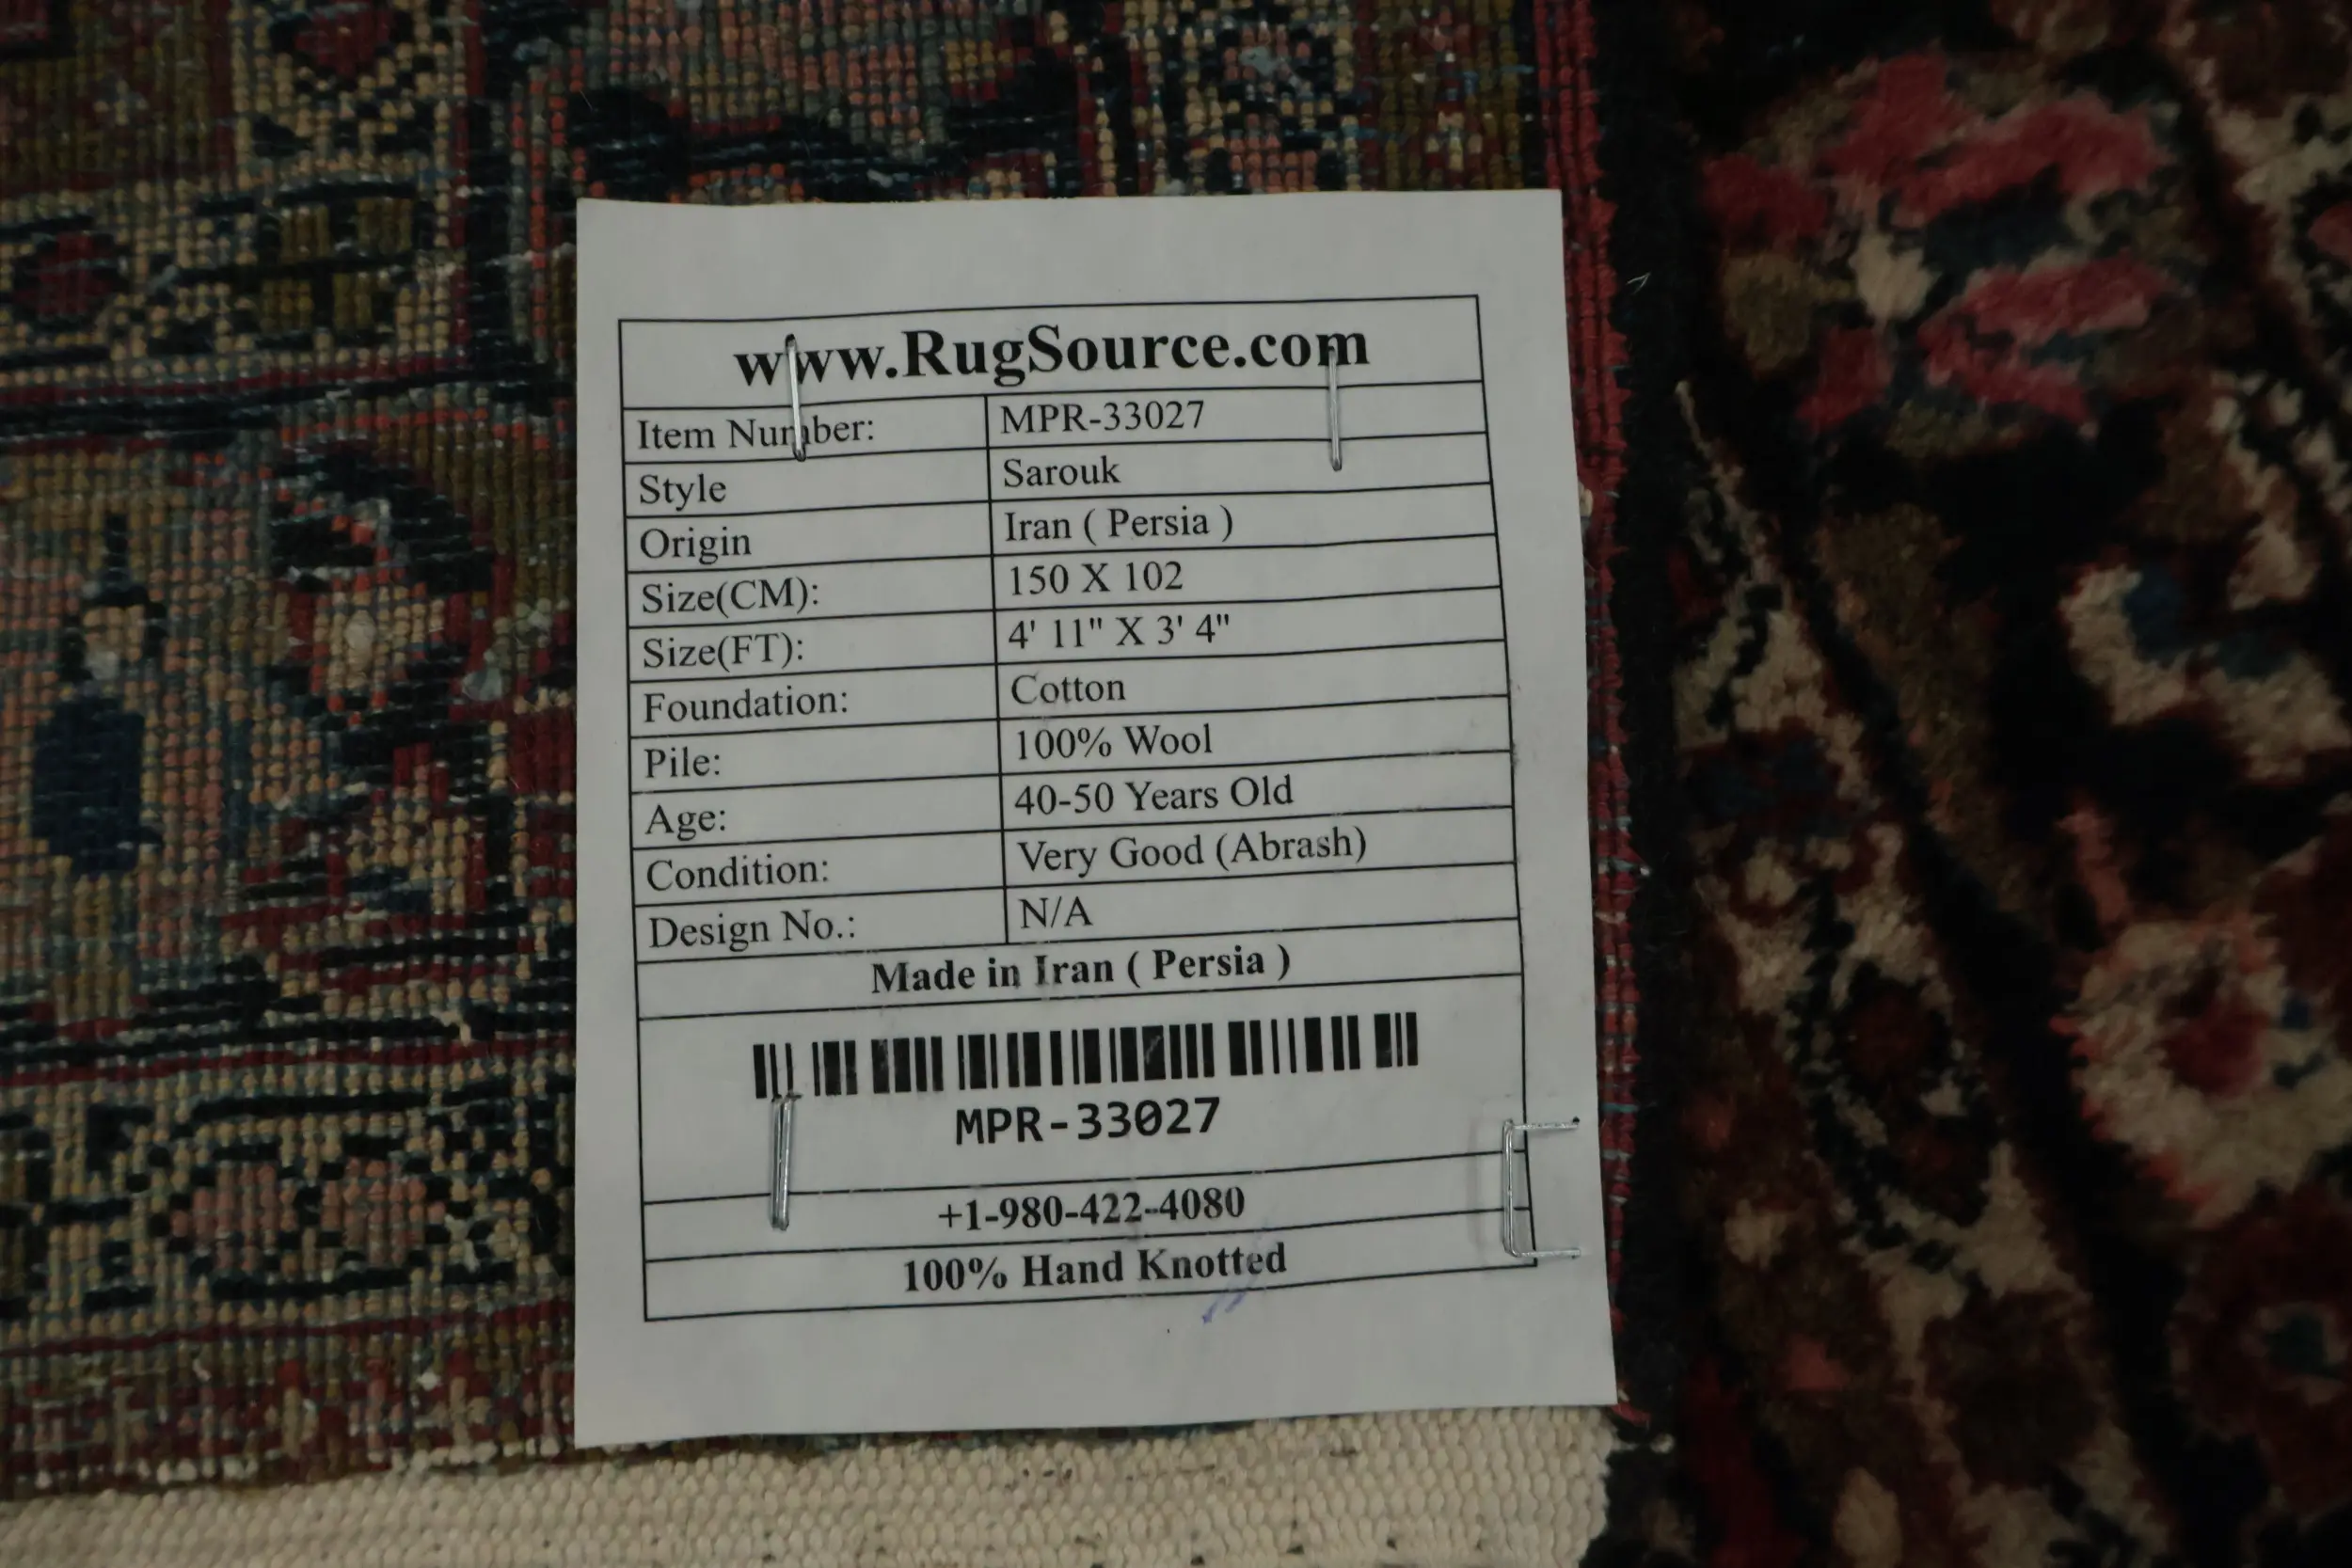 www.RugSource.com
Item Number: MPR-33027
Style Sarouk
Origin Iran ( Persia )
Size(CM): 150 X 102
Size(FT): 4' 11" X 3' 4"
Foundation: Cotton
Pile: 100% Wool
Age: 40-50 Years Old
Condition: Very Good (Abrash)
Design No.: N/A
Made in Iran ( Persia )
MPR-33027
+1-980-422-4080
100% Hand Knotted